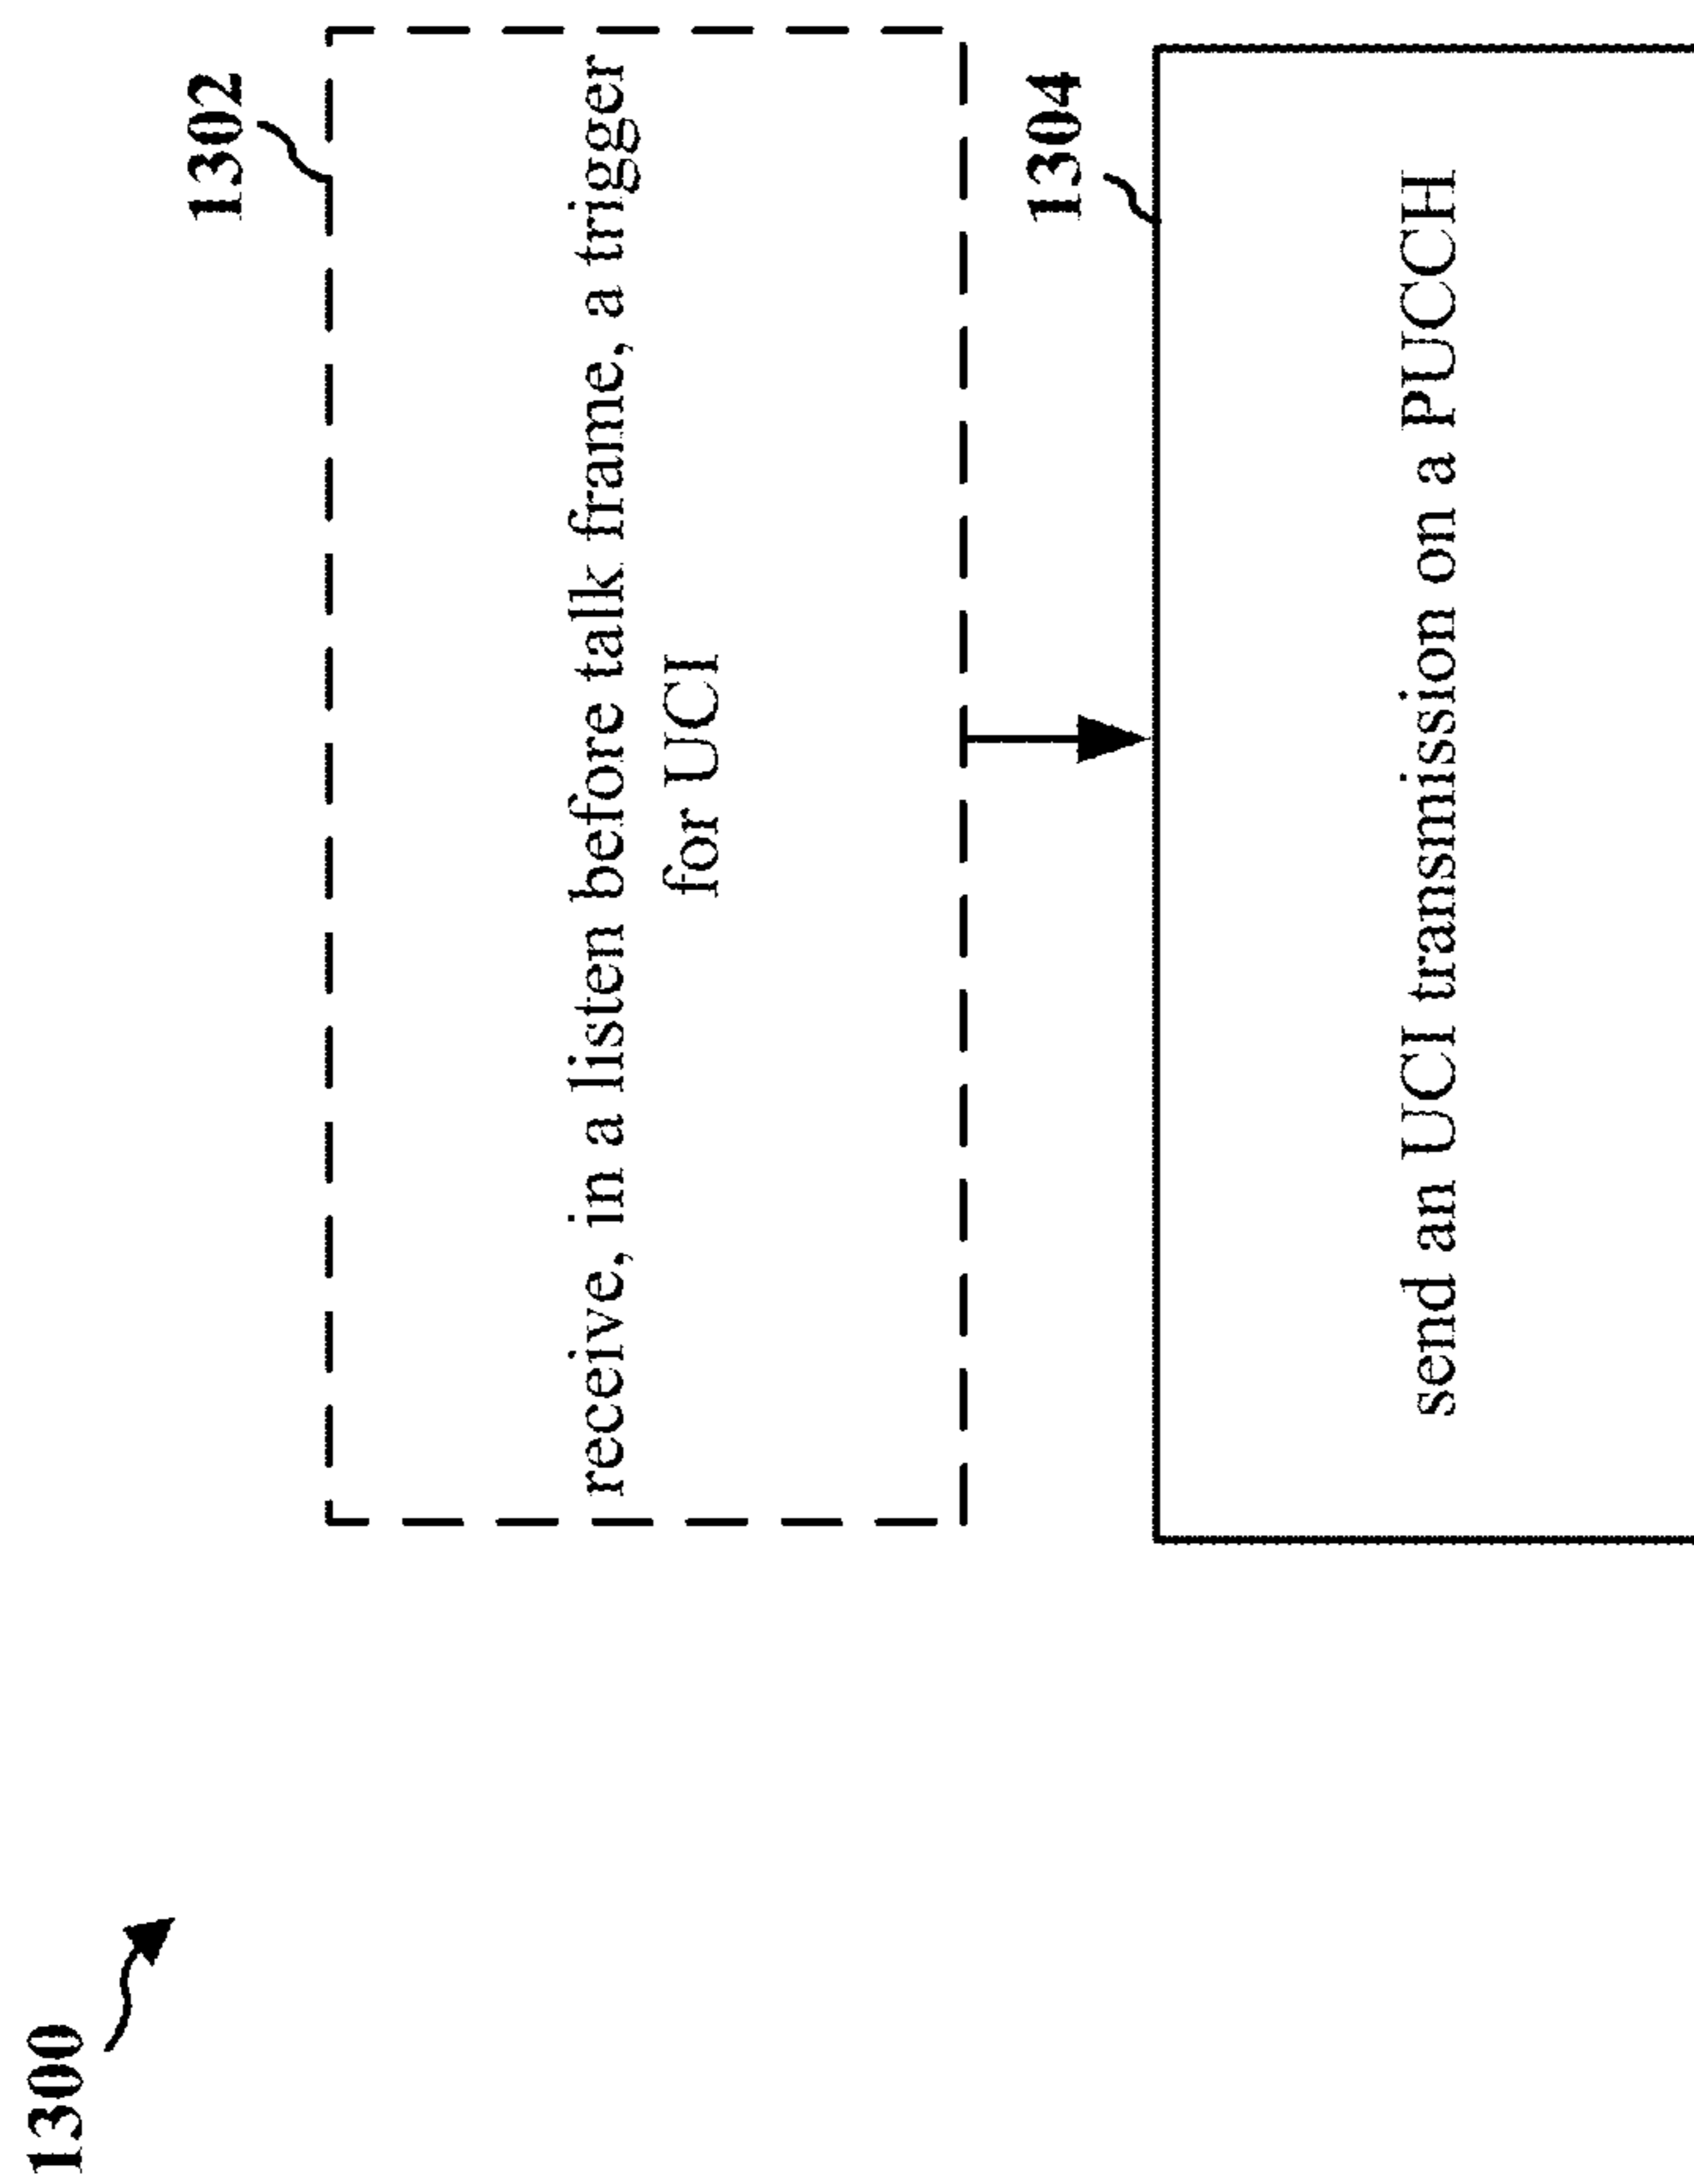 1300
1302
receive, in a listen before talk frame, a trigger
for UCI
1304
send an UCI transmission on a PUCCH